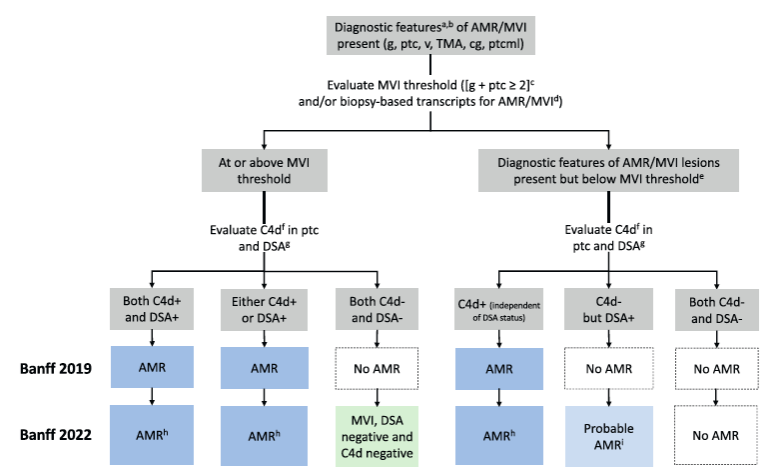 Diagnostic featuresᵃ,ᵇ of AMR/MVI
present (g, ptc, v, TMA, cg, ptcml)
Evaluate MVI threshold ([g + ptc ≥ 2]ᶜ
and/or biopsy-based transcripts for AMR/MVIᵈ)
At or above MVI
threshold
Diagnostic features of AMR/MVI lesions
present but below MVI thresholdᵉ
Evaluate C4dᶠ in ptc
and DSAᵍ
Evaluate C4dᶠ in
ptc and DSAᵍ
Both C4d+
and DSA+
Either C4d+
or DSA+
Both C4d-
and DSA-
C4d+ (independent
of DSA status)
C4d-
but DSA+
Both C4d-
and DSA-
Banff 2019
AMR
AMR
No AMR
AMR
No AMR
No AMR
Banff 2022
AMRʰ
AMRʰ
MVI, DSA
negative and
C4d negative
AMRʰ
Probable
AMRⁱ
No AMR